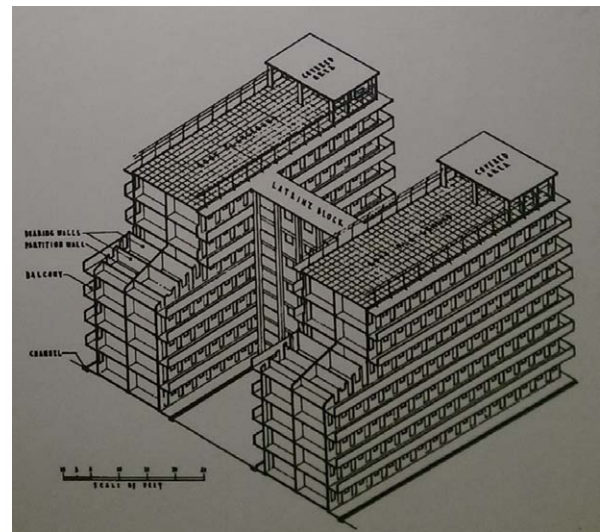 COVERED
AREA
COVERED
AREA
LATRINE BLOCK
BEARING WALLS
PARTITION WALL
BALCONY
CHANNEL
SCALE OF FEET